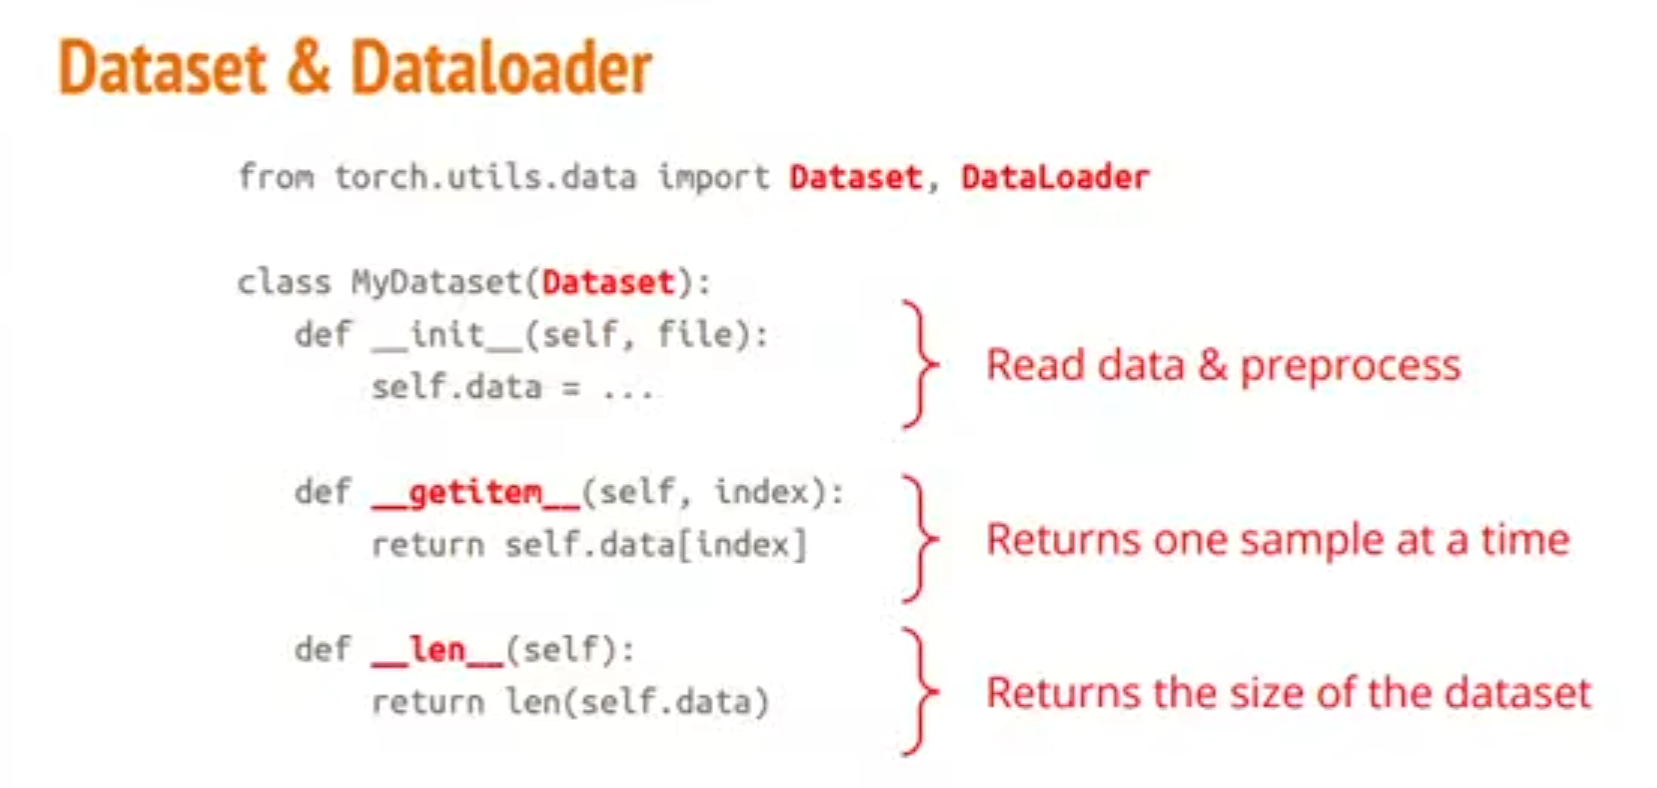 Dataset & Dataloader
from torch.utils.data import Dataset, DataLoader
class MyDataset(Dataset):
def __init__(self, file):
self.data = ...
Read data & preprocess
def __getitem__(self, index):
return self.data[index]
Returns one sample at a time
def __len__(self):
return len(self.data)
Returns the size of the dataset